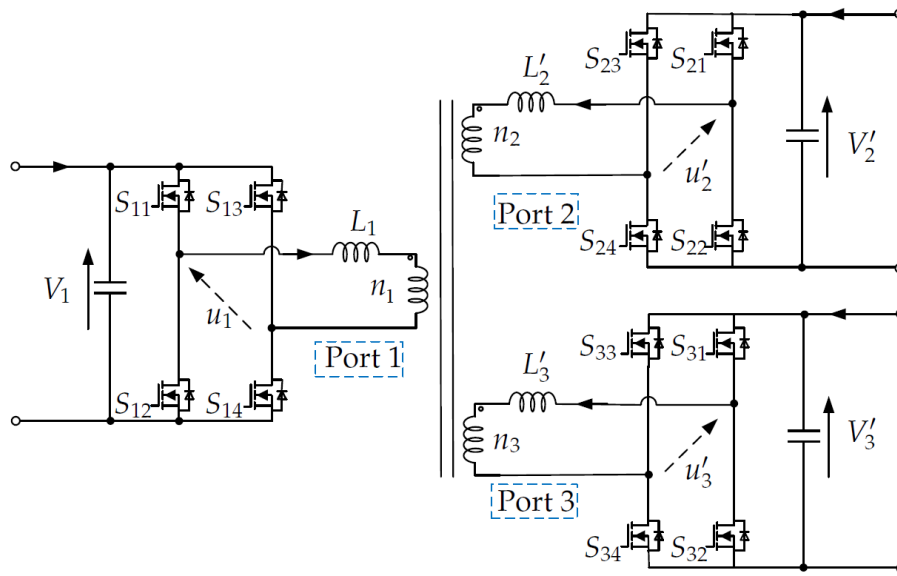 S23
S21
L′2
n2
u′2
V′2
Port 2
S24
S22
S11
S13
L1
V1
n1
u1
Port 1
S12
S14
S33
S31
L′3
n3
u′3
V′3
Port 3
S34
S32